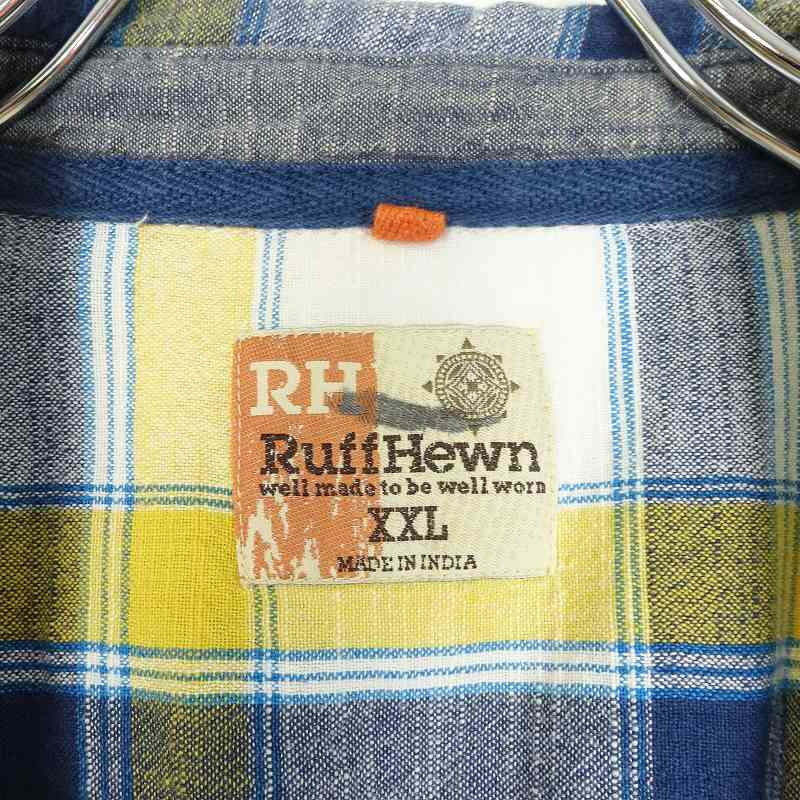 RH
RuffHewn
well made to be well worn
XXL
MADE IN INDIA